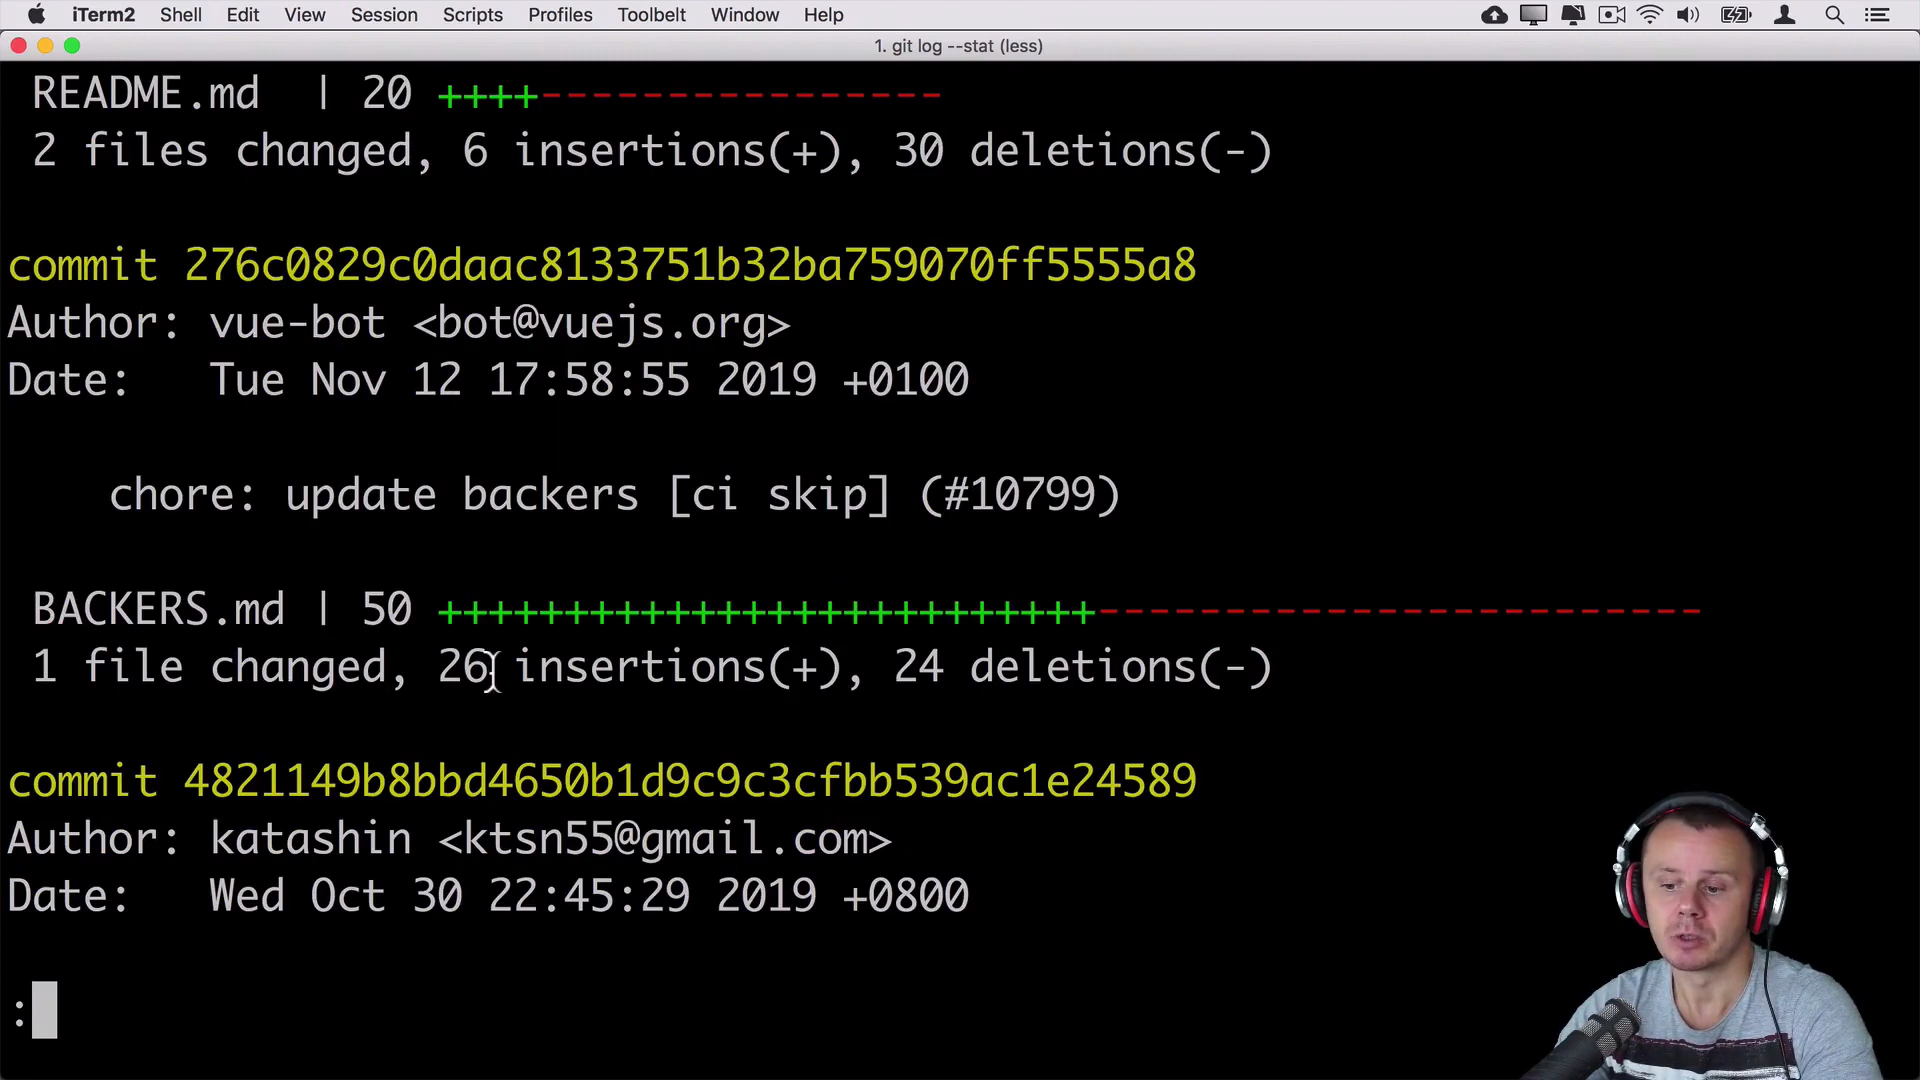 iTerm2 Shell Edit View Session Scripts Profiles Toolbelt Window Help
1. git log --stat (less)
README.md | 20 ++++----------------
2 files changed, 6 insertions(+), 30 deletions(-)
commit 276c0829c0daac8133751b32ba759070ff5555a8
Author: vue-bot <bot@vuejs.org>
Date: Tue Nov 12 17:58:55 2019 +0100
chore: update backers [ci skip] (#10799)
BACKERS.md | 50 ++++++++++++++++++++++++++------------------------
1 file changed, 26 insertions(+), 24 deletions(-)
commit 4821149b8bbd4650b1d9c9c3cfbb539ac1e24589
Author: katashin <ktsn55@gmail.com>
Date: Wed Oct 30 22:45:29 2019 +0800
: